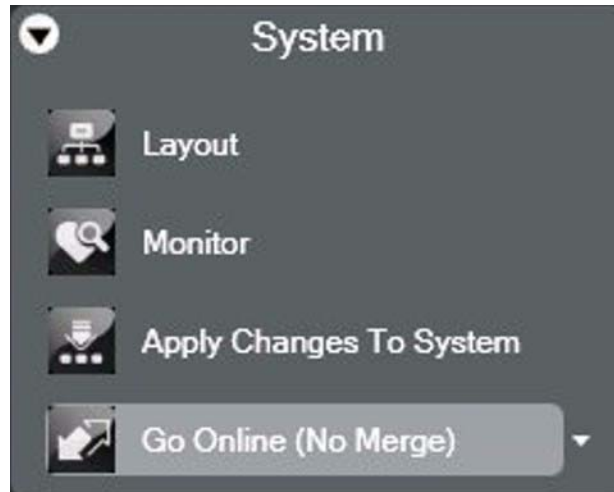 System
Layout
Monitor
Apply Changes To System
Go Online (No Merge)